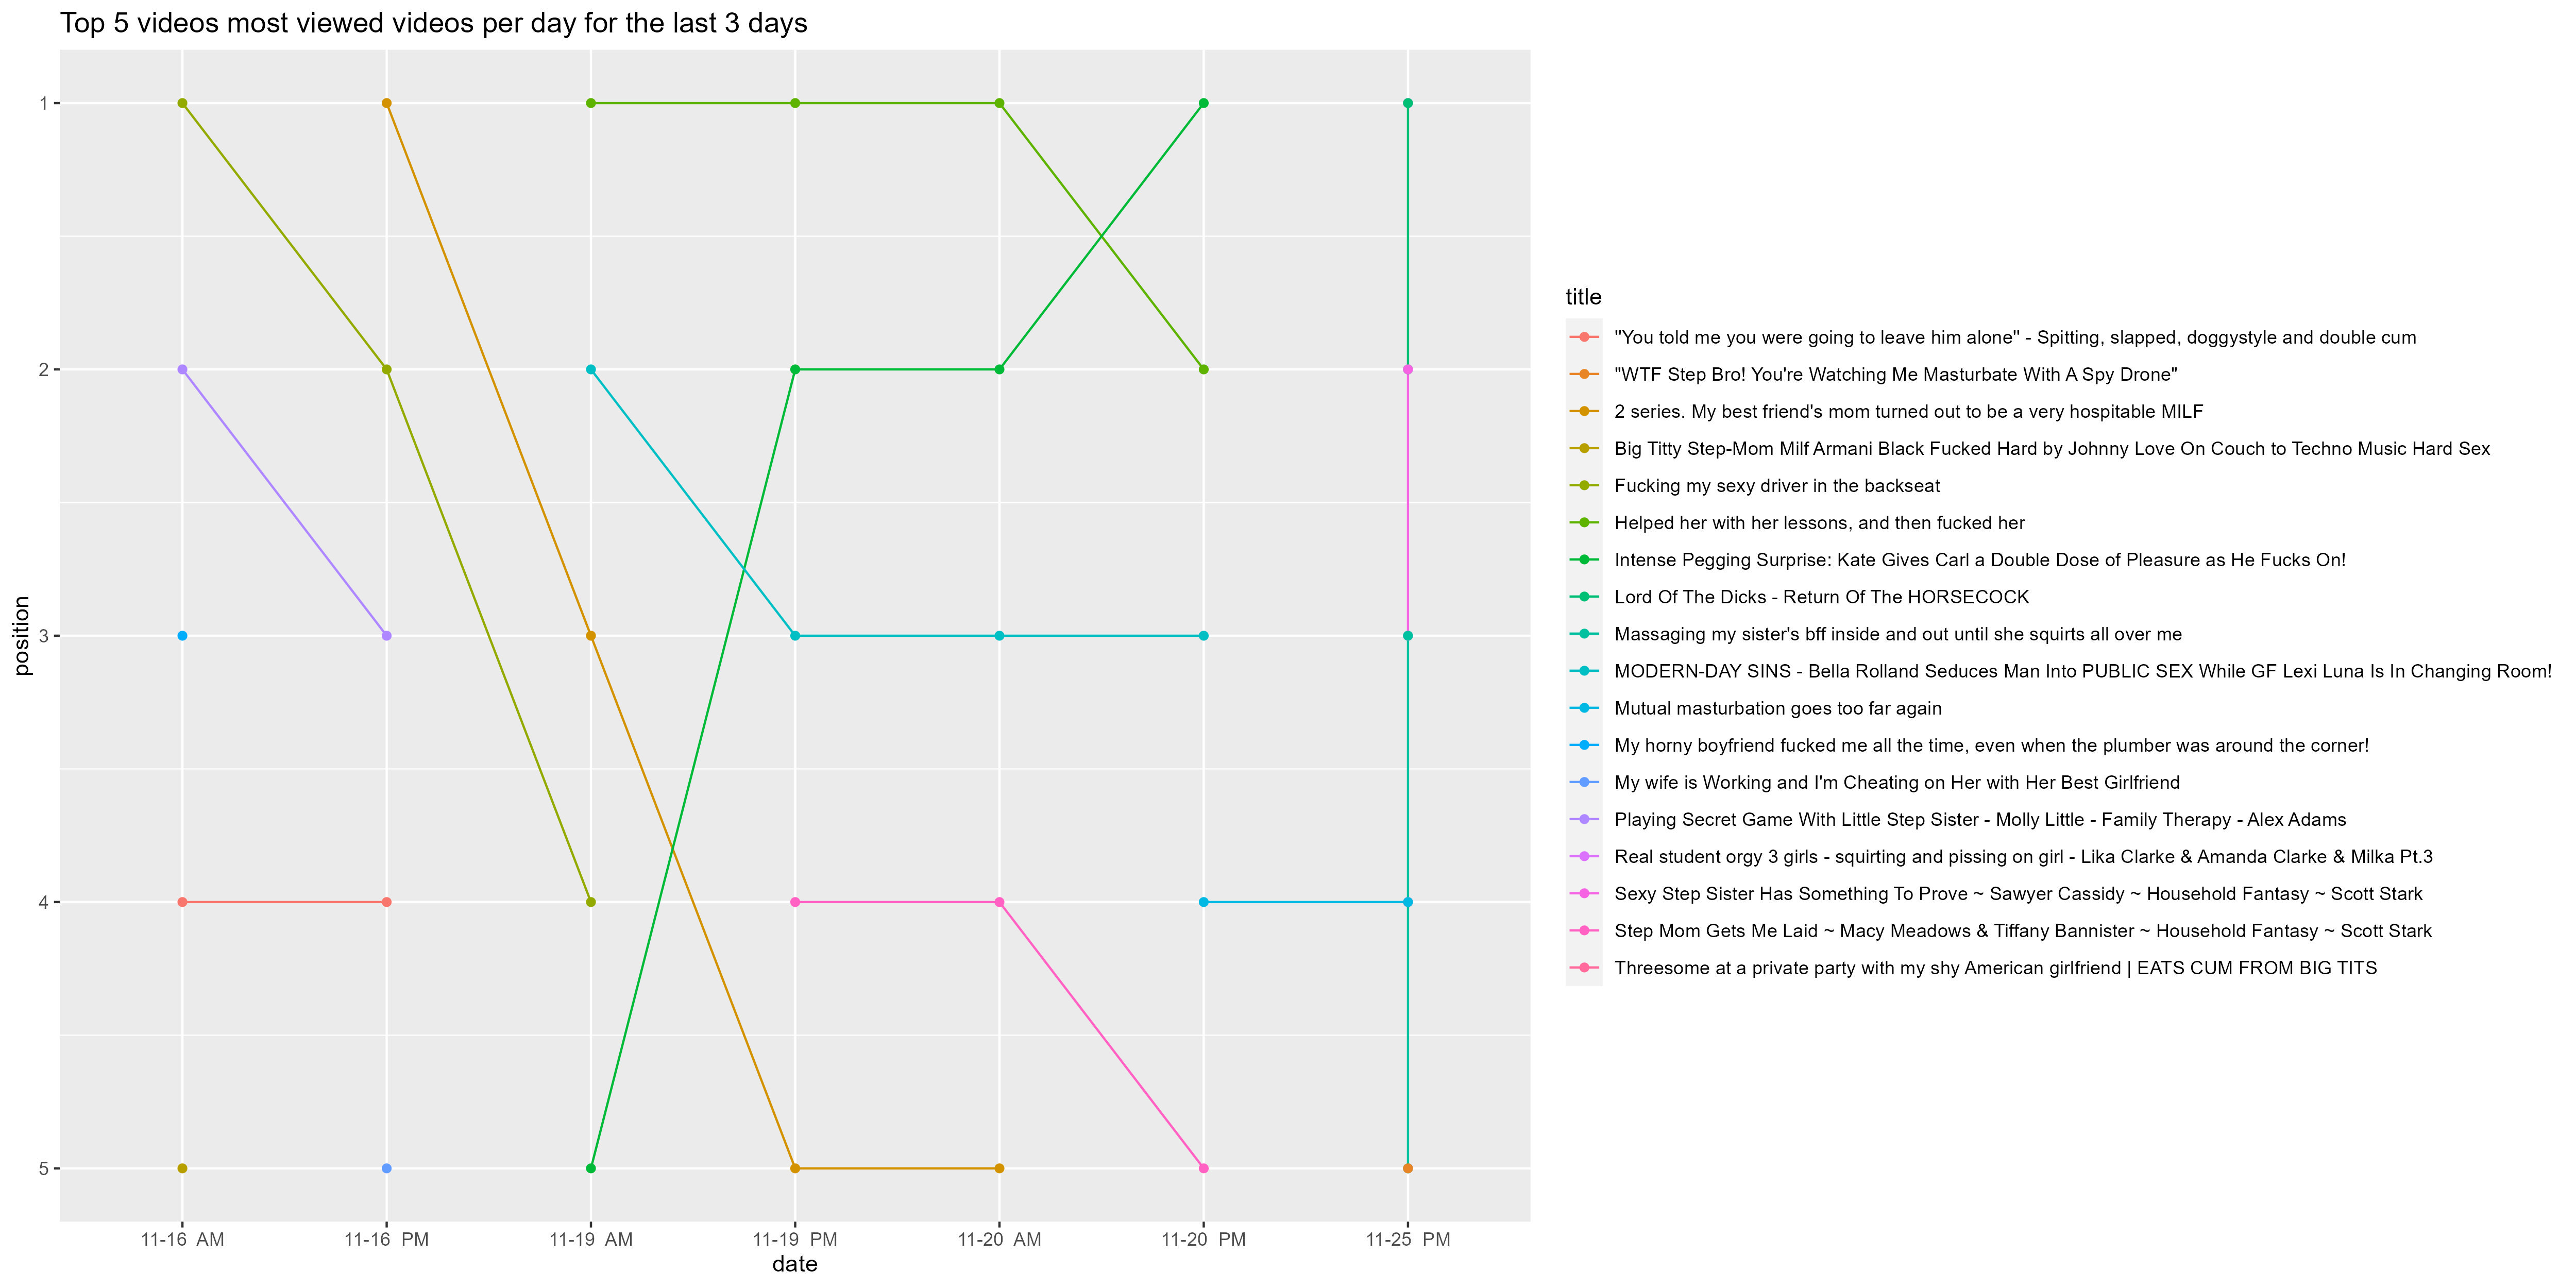 Top 5 videos most viewed videos per day for the last 3 days
position
1
2
3
4
5
11-16 AM
11-16 PM
11-19 AM
11-19 PM
11-20 AM
11-20 PM
11-25 PM
date
title
"You told me you were going to leave him alone" - Spitting, slapped, doggystyle and double cum
"WTF Step Bro! You're Watching Me Masturbate With A Spy Drone"
2 series. My best friend's mom turned out to be a very hospitable MILF
Big Titty Step-Mom Milf Armani Black Fucked Hard by Johnny Love On Couch to Techno Music Hard Sex
Fucking my sexy driver in the backseat
Helped her with her lessons, and then fucked her
Intense Pegging Surprise: Kate Gives Carl a Double Dose of Pleasure as He Fucks On!
Lord Of The Dicks - Return Of The HORSECOCK
Massaging my sister's bff inside and out until she squirts all over me
MODERN-DAY SINS - Bella Rolland Seduces Man Into PUBLIC SEX While GF Lexi Luna Is In Changing Room!
Mutual masturbation goes too far again
My horny boyfriend fucked me all the time, even when the plumber was around the corner!
My wife is Working and I'm Cheating on Her with Her Best Girlfriend
Playing Secret Game With Little Step Sister - Molly Little - Family Therapy - Alex Adams
Real student orgy 3 girls - squirting and pissing on girl - Lika Clarke & Amanda Clarke & Milka Pt.3
Sexy Step Sister Has Something To Prove ~ Sawyer Cassidy ~ Household Fantasy ~ Scott Stark
Step Mom Gets Me Laid ~ Macy Meadows & Tiffany Bannister ~ Household Fantasy ~ Scott Stark
Threesome at a private party with my shy American girlfriend | EATS CUM FROM BIG TITS